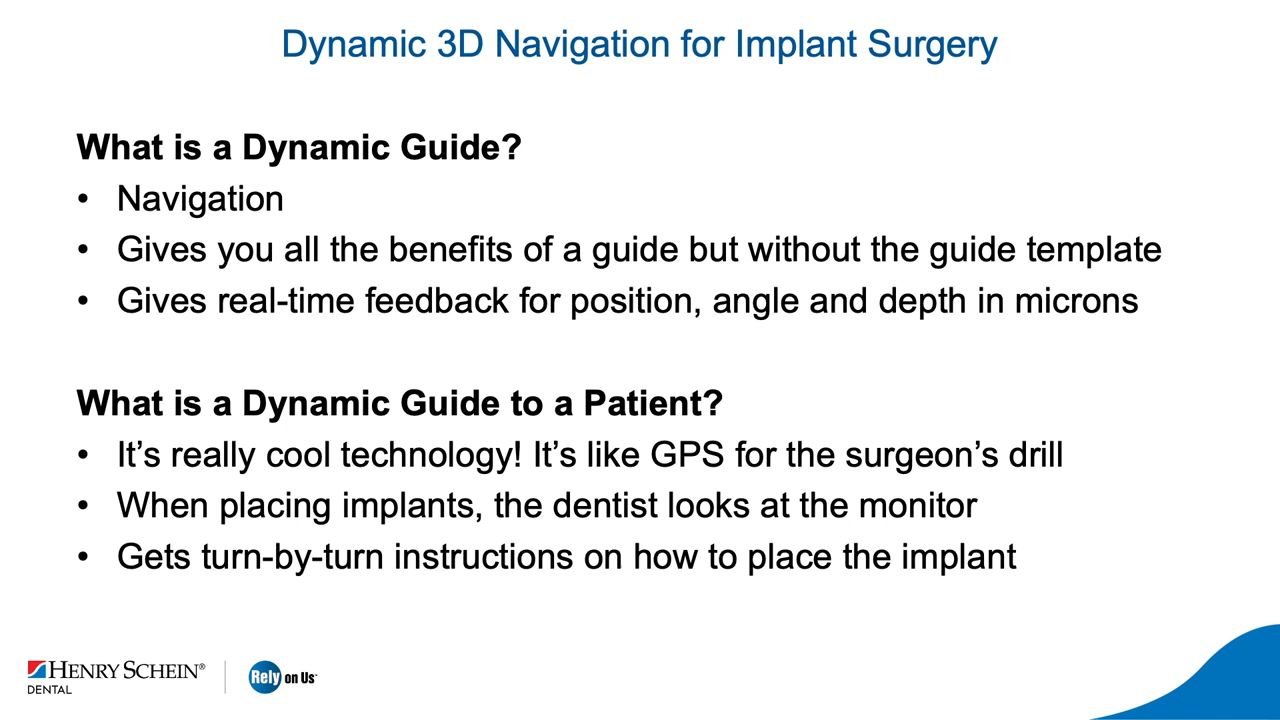 Dynamic 3D Navigation for Implant Surgery
What is a Dynamic Guide?
• Navigation
• Gives you all the benefits of a guide but without the guide template
• Gives real-time feedback for position, angle and depth in microns
What is a Dynamic Guide to a Patient?
• It’s really cool technology! It’s like GPS for the surgeon’s drill
• When placing implants, the dentist looks at the monitor
• Gets turn-by-turn instructions on how to place the implant
HENRY SCHEIN®
DENTAL
Rely on Us™